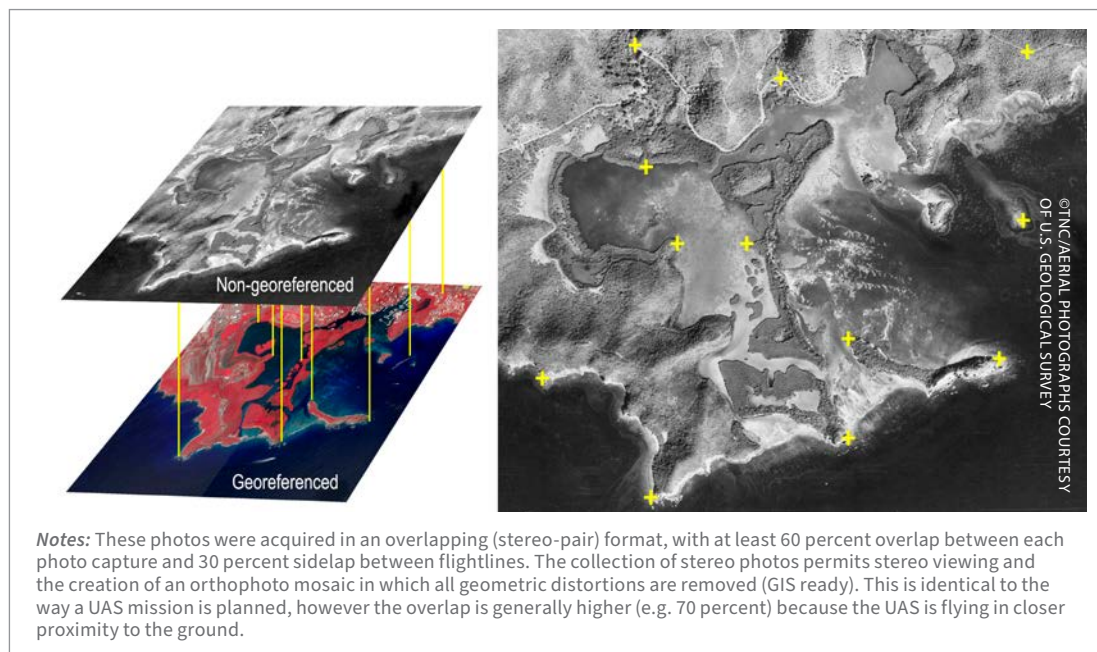 Non-georeferenced
Georeferenced
©TNC/AERIAL PHOTOGRAPHS COURTESY
OF U.S. GEOLOGICAL SURVEY
Notes: These photos were acquired in an overlapping (stereo-pair) format, with at least 60 percent overlap between each
photo capture and 30 percent sidelap between flightlines. The collection of stereo photos permits stereo viewing and
the creation of an orthophoto mosaic in which all geometric distortions are removed (GIS ready). This is identical to the
way a UAS mission is planned, however the overlap is generally higher (e.g. 70 percent) because the UAS is flying in closer
proximity to the ground.